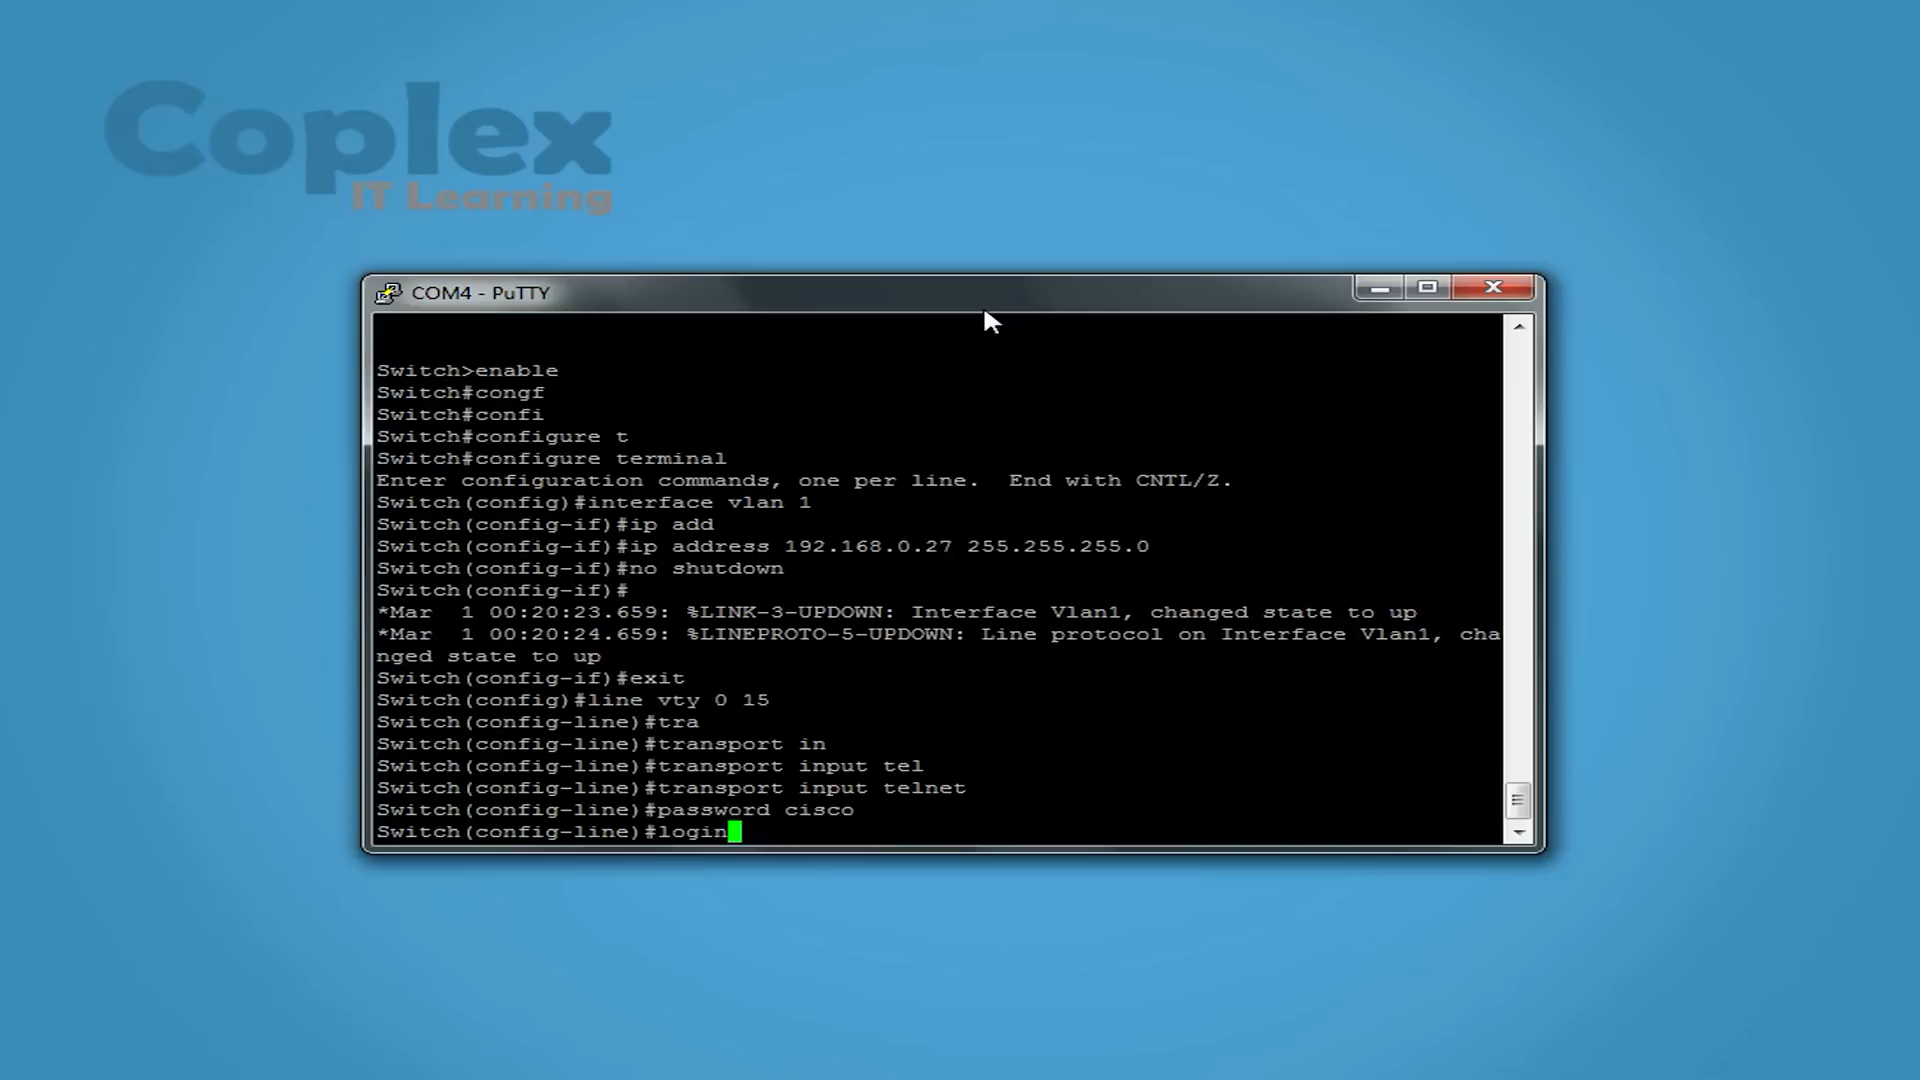 Coplex
IT Learning
COM4 - PuTTY
Switch>enable
Switch#congf
Switch#confi
Switch#configure t
Switch#configure terminal
Enter configuration commands, one per line.  End with CNTL/Z.
Switch(config)#interface vlan 1
Switch(config-if)#ip add
Switch(config-if)#ip address 192.168.0.27 255.255.255.0
Switch(config-if)#no shutdown
Switch(config-if)#
*Mar  1 00:20:23.659: %LINK-3-UPDOWN: Interface Vlan1, changed state to up
*Mar  1 00:20:24.659: %LINEPROTO-5-UPDOWN: Line protocol on Interface Vlan1, cha
nged state to up
Switch(config-if)#exit
Switch(config)#line vty 0 15
Switch(config-line)#tra
Switch(config-line)#transport in
Switch(config-line)#transport input tel
Switch(config-line)#transport input telnet
Switch(config-line)#password cisco
Switch(config-line)#login